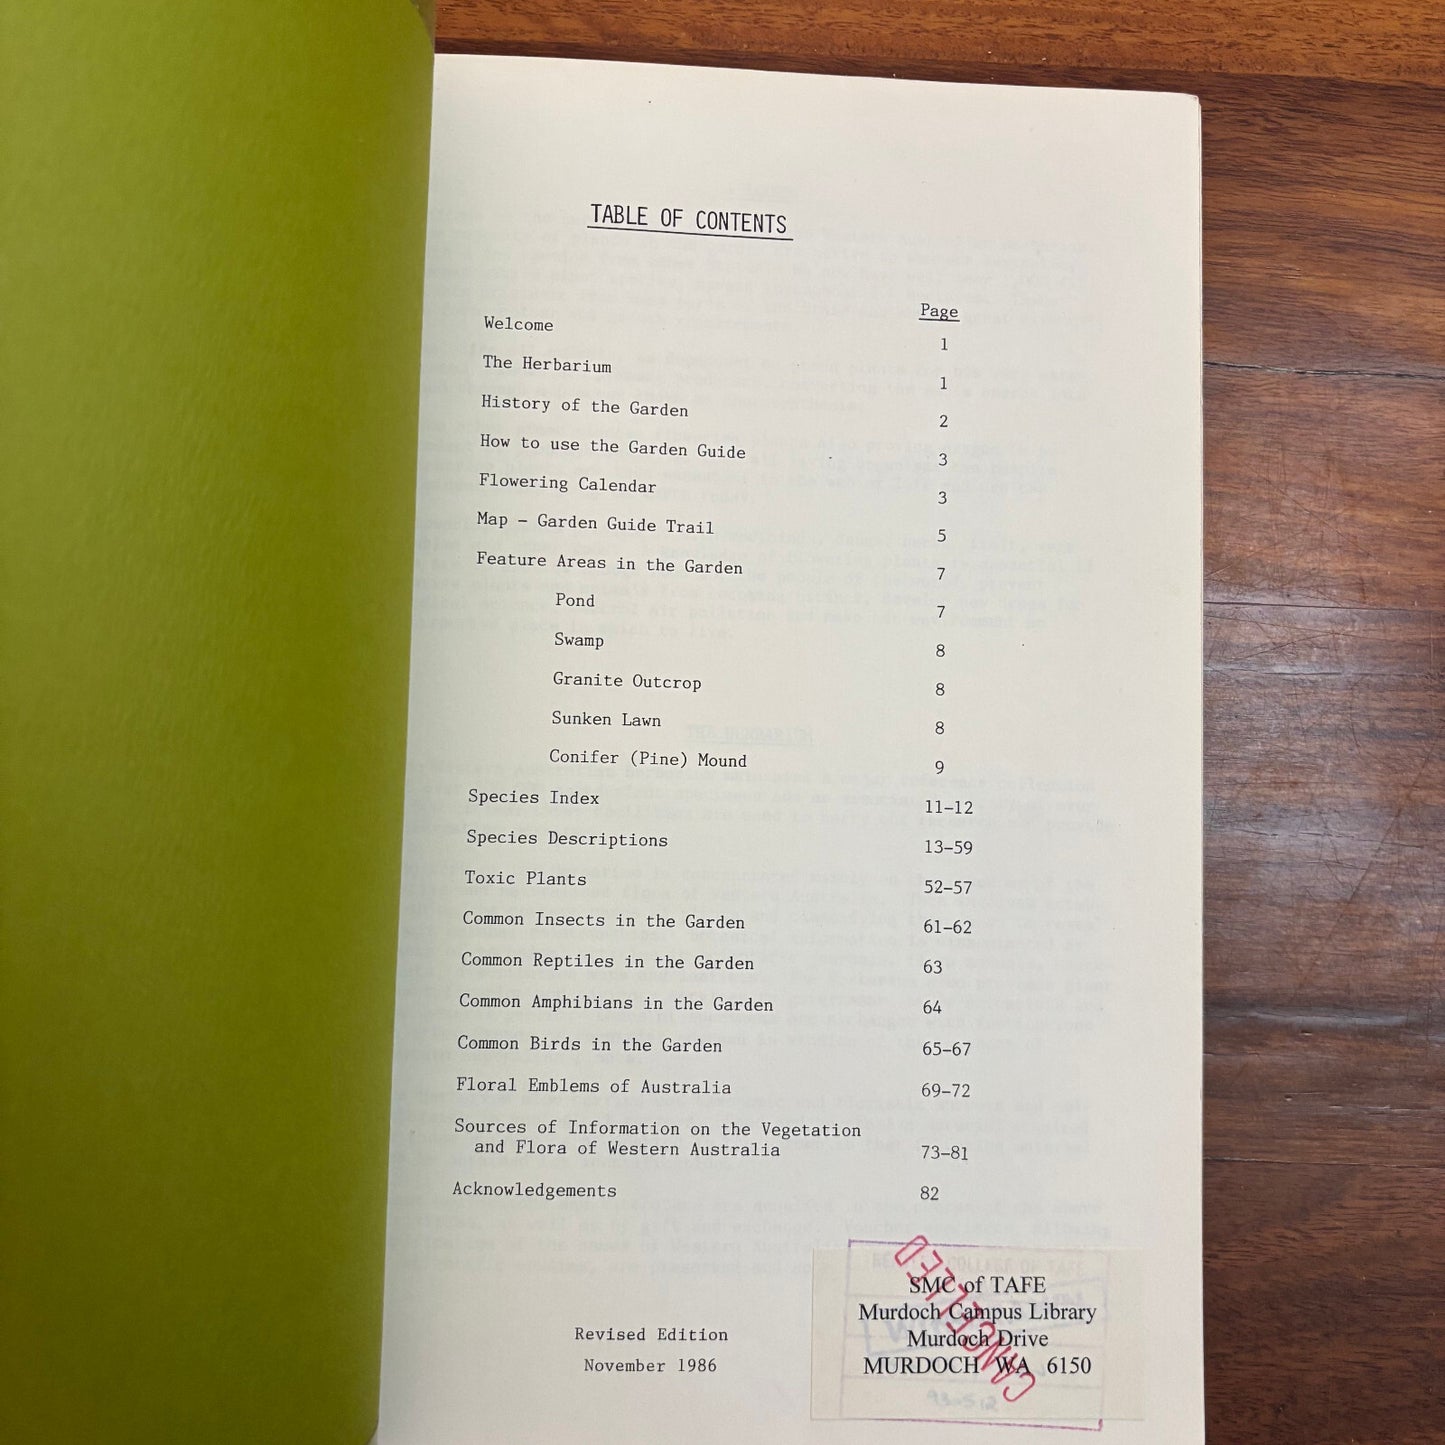 TABLE OF CONTENTS
Page
Welcome 1
The Herbarium 1
History of the Garden 2
How to use the Garden Guide 3
Flowering Calendar 3
Map - Garden Guide Trail 5
Feature Areas in the Garden 7
Pond 7
Swamp 8
Granite Outcrop 8
Sunken Lawn 8
Conifer (Pine) Mound 9
Species Index 11-12
Species Descriptions 13-59
Toxic Plants 52-57
Common Insects in the Garden 61-62
Common Reptiles in the Garden 63
Common Amphibians in the Garden 64
Common Birds in the Garden 65-67
Floral Emblems of Australia 69-72
Sources of Information on the Vegetation
and Flora of Western Australia 73-81
Acknowledgements 82
Revised Edition
November 1986
SMC of TAFE
Murdoch Campus Library
Murdoch Drive
MURDOCH WA 6150
CANCELLED